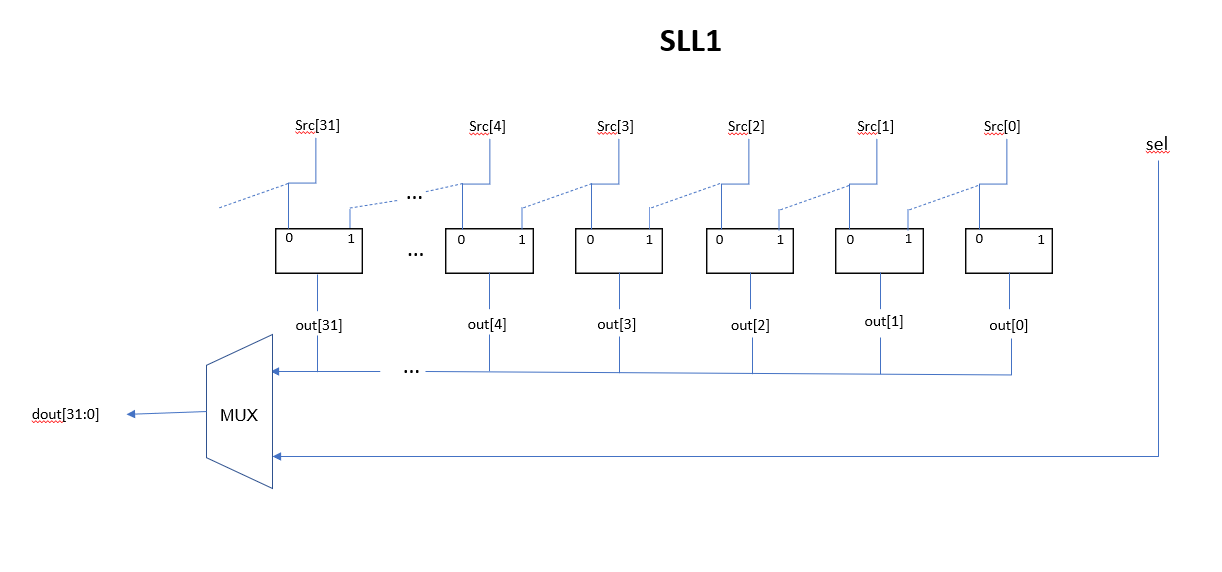 SLL1
Src[31] Src[4] Src[3] Src[2] Src[1] Src[0] sel
...
0 1 ... 0 1 0 1 0 1 0 1 0 1
out[31] out[4] out[3] out[2] out[1] out[0]
...
dout[31:0] MUX